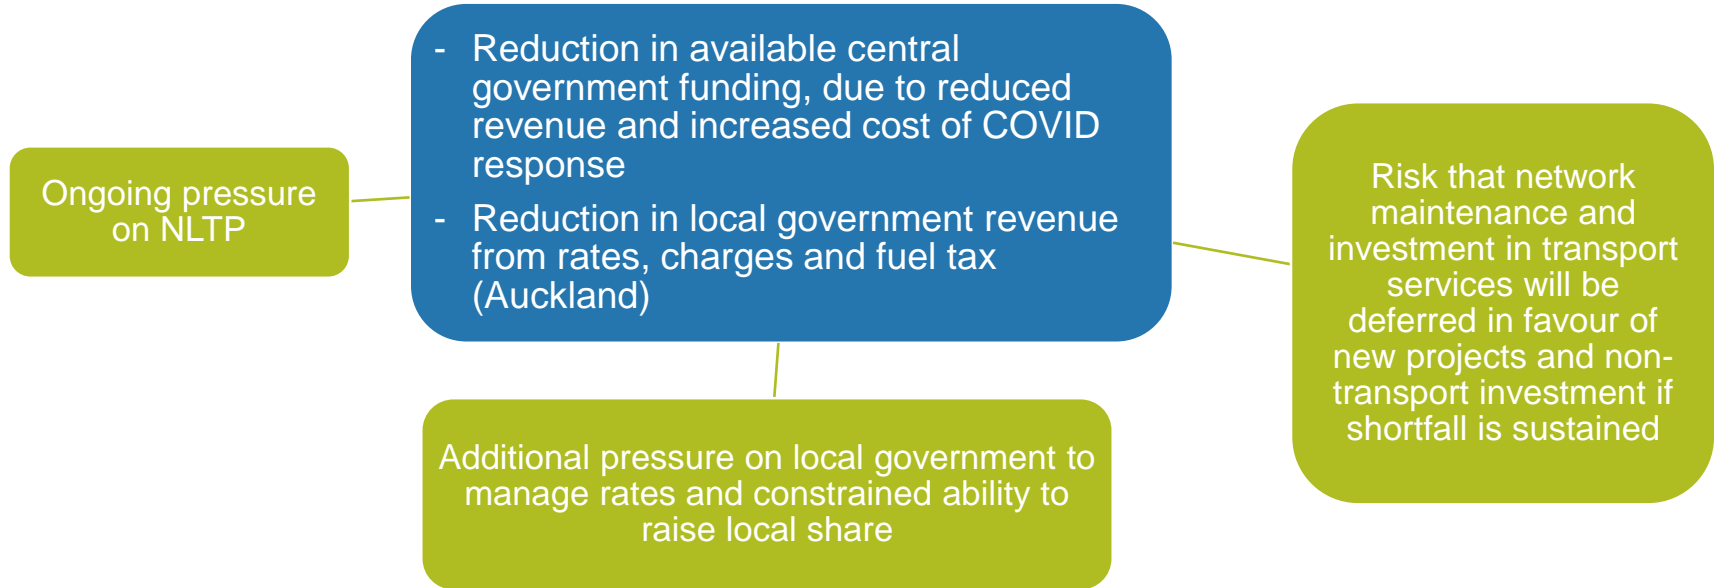 - Reduction in available central
government funding, due to reduced
revenue and increased cost of COVID
response
- Reduction in local government revenue
from rates, charges and fuel tax
(Auckland)
Ongoing pressure
on NLTP
Risk that network
maintenance and
investment in transport
services will be
deferred in favour of
new projects and non-
transport investment if
shortfall is sustained
Additional pressure on local government to
manage rates and constrained ability to
raise local share